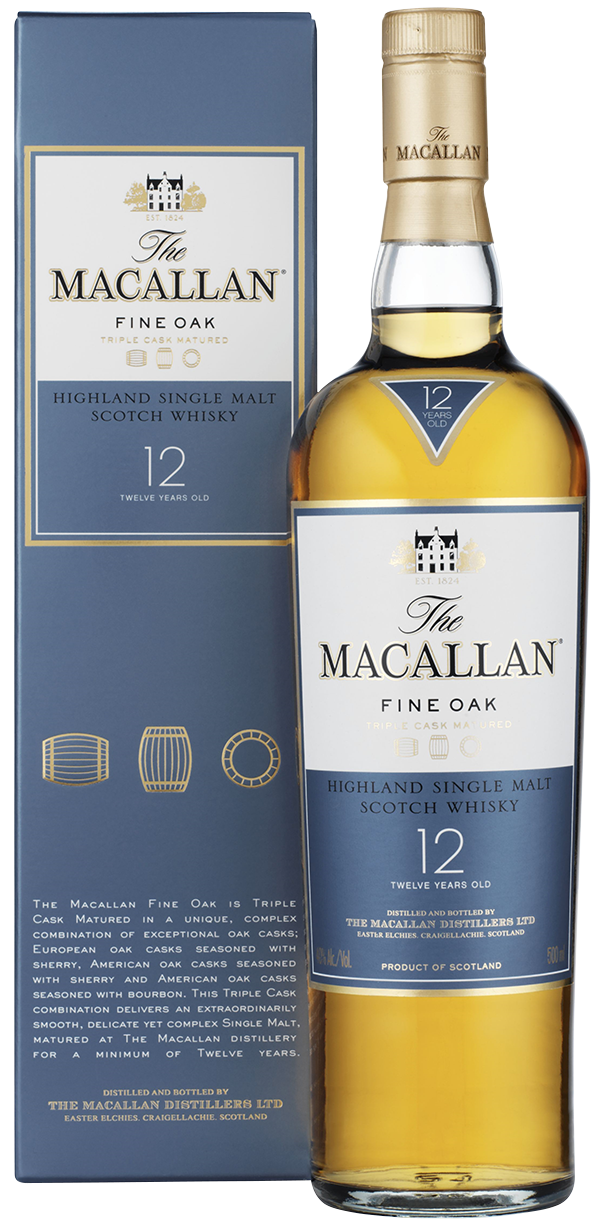 EST. 1824
The
MACALLAN®
FINE OAK
TRIPLE CASK MATURED
HIGHLAND SINGLE MALT
SCOTCH WHISKY
12
TWELVE YEARS OLD
THE MACALLAN FINE OAK IS TRIPLE
CASK MATURED IN A UNIQUE, COMPLEX
COMBINATION OF EXCEPTIONAL OAK CASKS;
EUROPEAN OAK CASKS SEASONED WITH
SHERRY, AMERICAN OAK CASKS SEASONED
WITH SHERRY AND AMERICAN OAK CASKS
SEASONED WITH BOURBON. THIS TRIPLE CASK
COMBINATION DELIVERS AN EXTRAORDINARILY
SMOOTH, DELICATE YET COMPLEX SINGLE MALT,
MATURED AT THE MACALLAN DISTILLERY
FOR A MINIMUM OF TWELVE YEARS.
DISTILLED AND BOTTLED BY
THE MACALLAN DISTILLERS LTD
EASTER ELCHIES, CRAIGELLACHIE, SCOTLAND
The
MACALLAN
12
YEARS
OLD
EST. 1824
The
MACALLAN®
FINE OAK
TRIPLE CASK MATURED
HIGHLAND SINGLE MALT
SCOTCH WHISKY
12
TWELVE YEARS OLD
DISTILLED AND BOTTLED BY
THE MACALLAN DISTILLERS LTD
EASTER ELCHIES, CRAIGELLACHIE, SCOTLAND
Alc./Vol. 500 ml
PRODUCT OF SCOTLAND